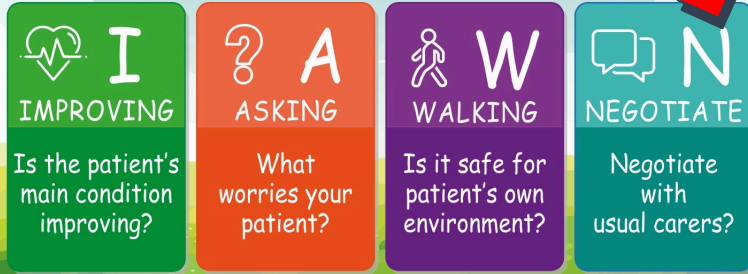 I
IMPROVING
Is the patient's
main condition
improving?
A
ASKING
What
worries your
patient?
W
WALKING
Is it safe for
patient's own
environment?
N
NEGOTIATE
Negotiate
with
usual carers?